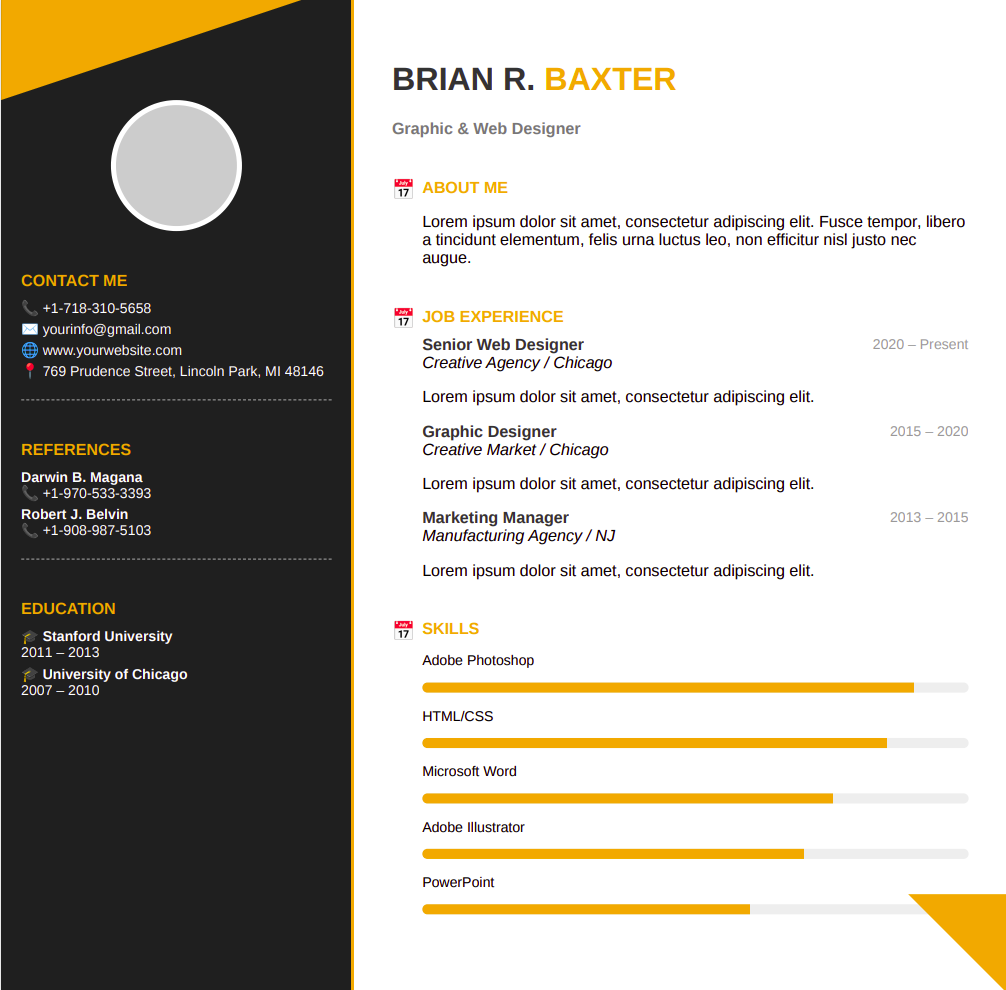 CONTACT ME
📞 +1-718-310-5658
✉️ yourinfo@gmail.com
🌐 www.yourwebsite.com
📍 769 Prudence Street, Lincoln Park, MI 48146
REFERENCES
Darwin B. Magana
📞 +1-970-533-3393
Robert J. Belvin
📞 +1-908-987-5103
EDUCATION
🎓 Stanford University
2011 – 2013
🎓 University of Chicago
2007 – 2010
BRIAN R. BAXTER
Graphic & Web Designer
📅 ABOUT ME
Lorem ipsum dolor sit amet, consectetur adipiscing elit. Fusce tempor, libero
a tincidunt elementum, felis urna luctus leo, non efficitur nisl justo nec
augue.
📅 JOB EXPERIENCE
Senior Web Designer 2020 – Present
Creative Agency / Chicago
Lorem ipsum dolor sit amet, consectetur adipiscing elit.
Graphic Designer 2015 – 2020
Creative Market / Chicago
Lorem ipsum dolor sit amet, consectetur adipiscing elit.
Marketing Manager 2013 – 2015
Manufacturing Agency / NJ
Lorem ipsum dolor sit amet, consectetur adipiscing elit.
📅 SKILLS
Adobe Photoshop
HTML/CSS
Microsoft Word
Adobe Illustrator
PowerPoint